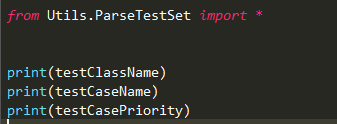 from Utils.ParseTestSet import *
print(testClassName)
print(testCaseName)
print(testCasePriority)